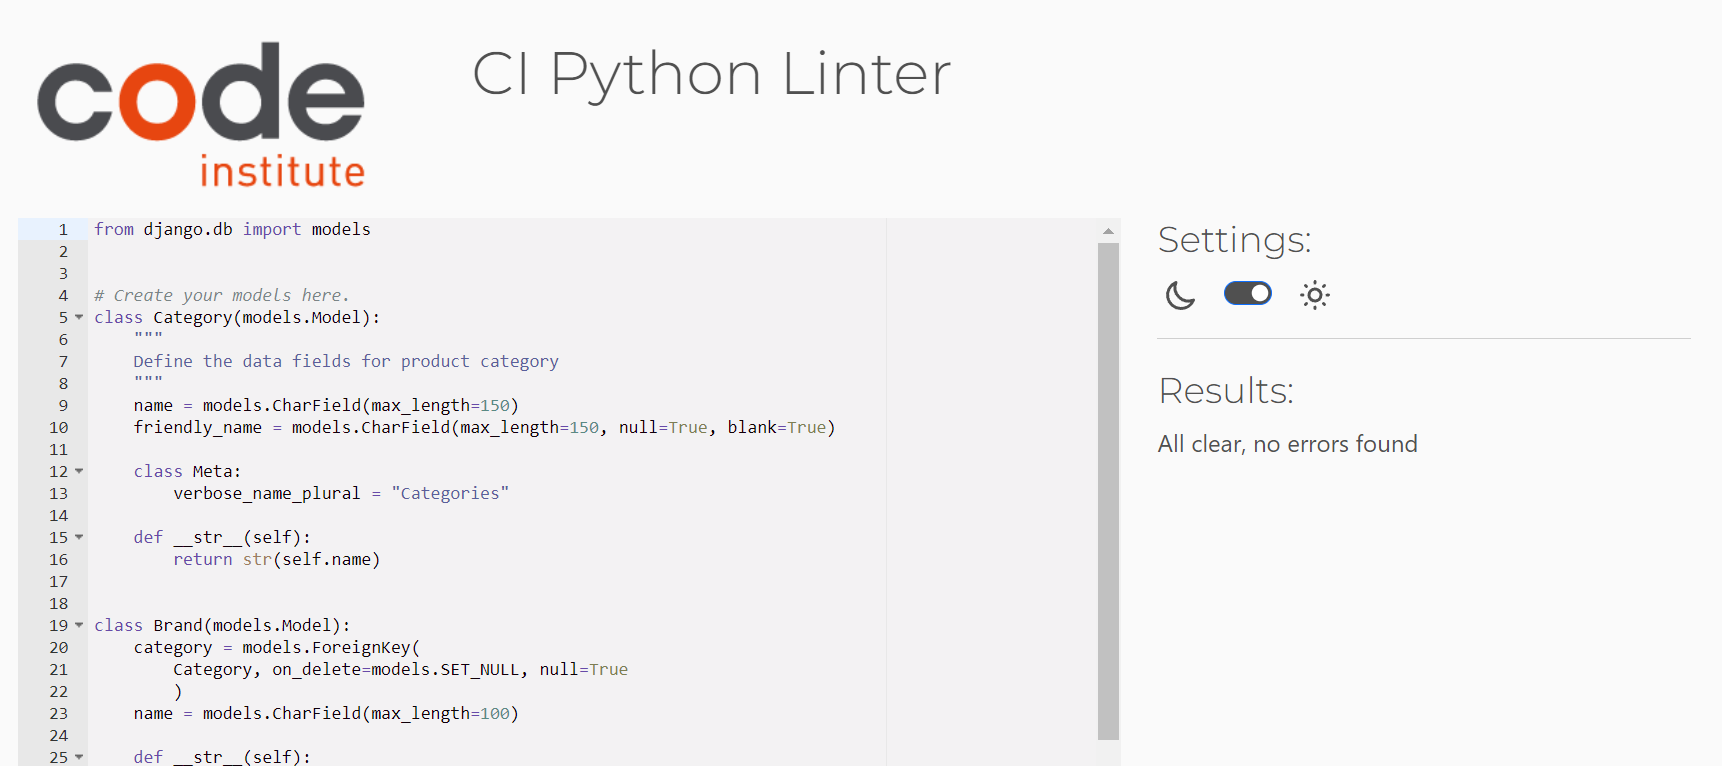 code
institute
CI Python Linter
1 from django.db import models
2
3
4 # Create your models here.
5 class Category(models.Model):
6     """
7     Define the data fields for product category
8     """
9     name = models.CharField(max_length=150)
10     friendly_name = models.CharField(max_length=150, null=True, blank=True)
11
12     class Meta:
13         verbose_name_plural = "Categories"
14
15     def __str__(self):
16         return str(self.name)
17
18
19 class Brand(models.Model):
20     category = models.ForeignKey(
21         Category, on_delete=models.SET_NULL, null=True
22         )
23     name = models.CharField(max_length=100)
24
25     def __str__(self):
Settings:
Results:
All clear, no errors found